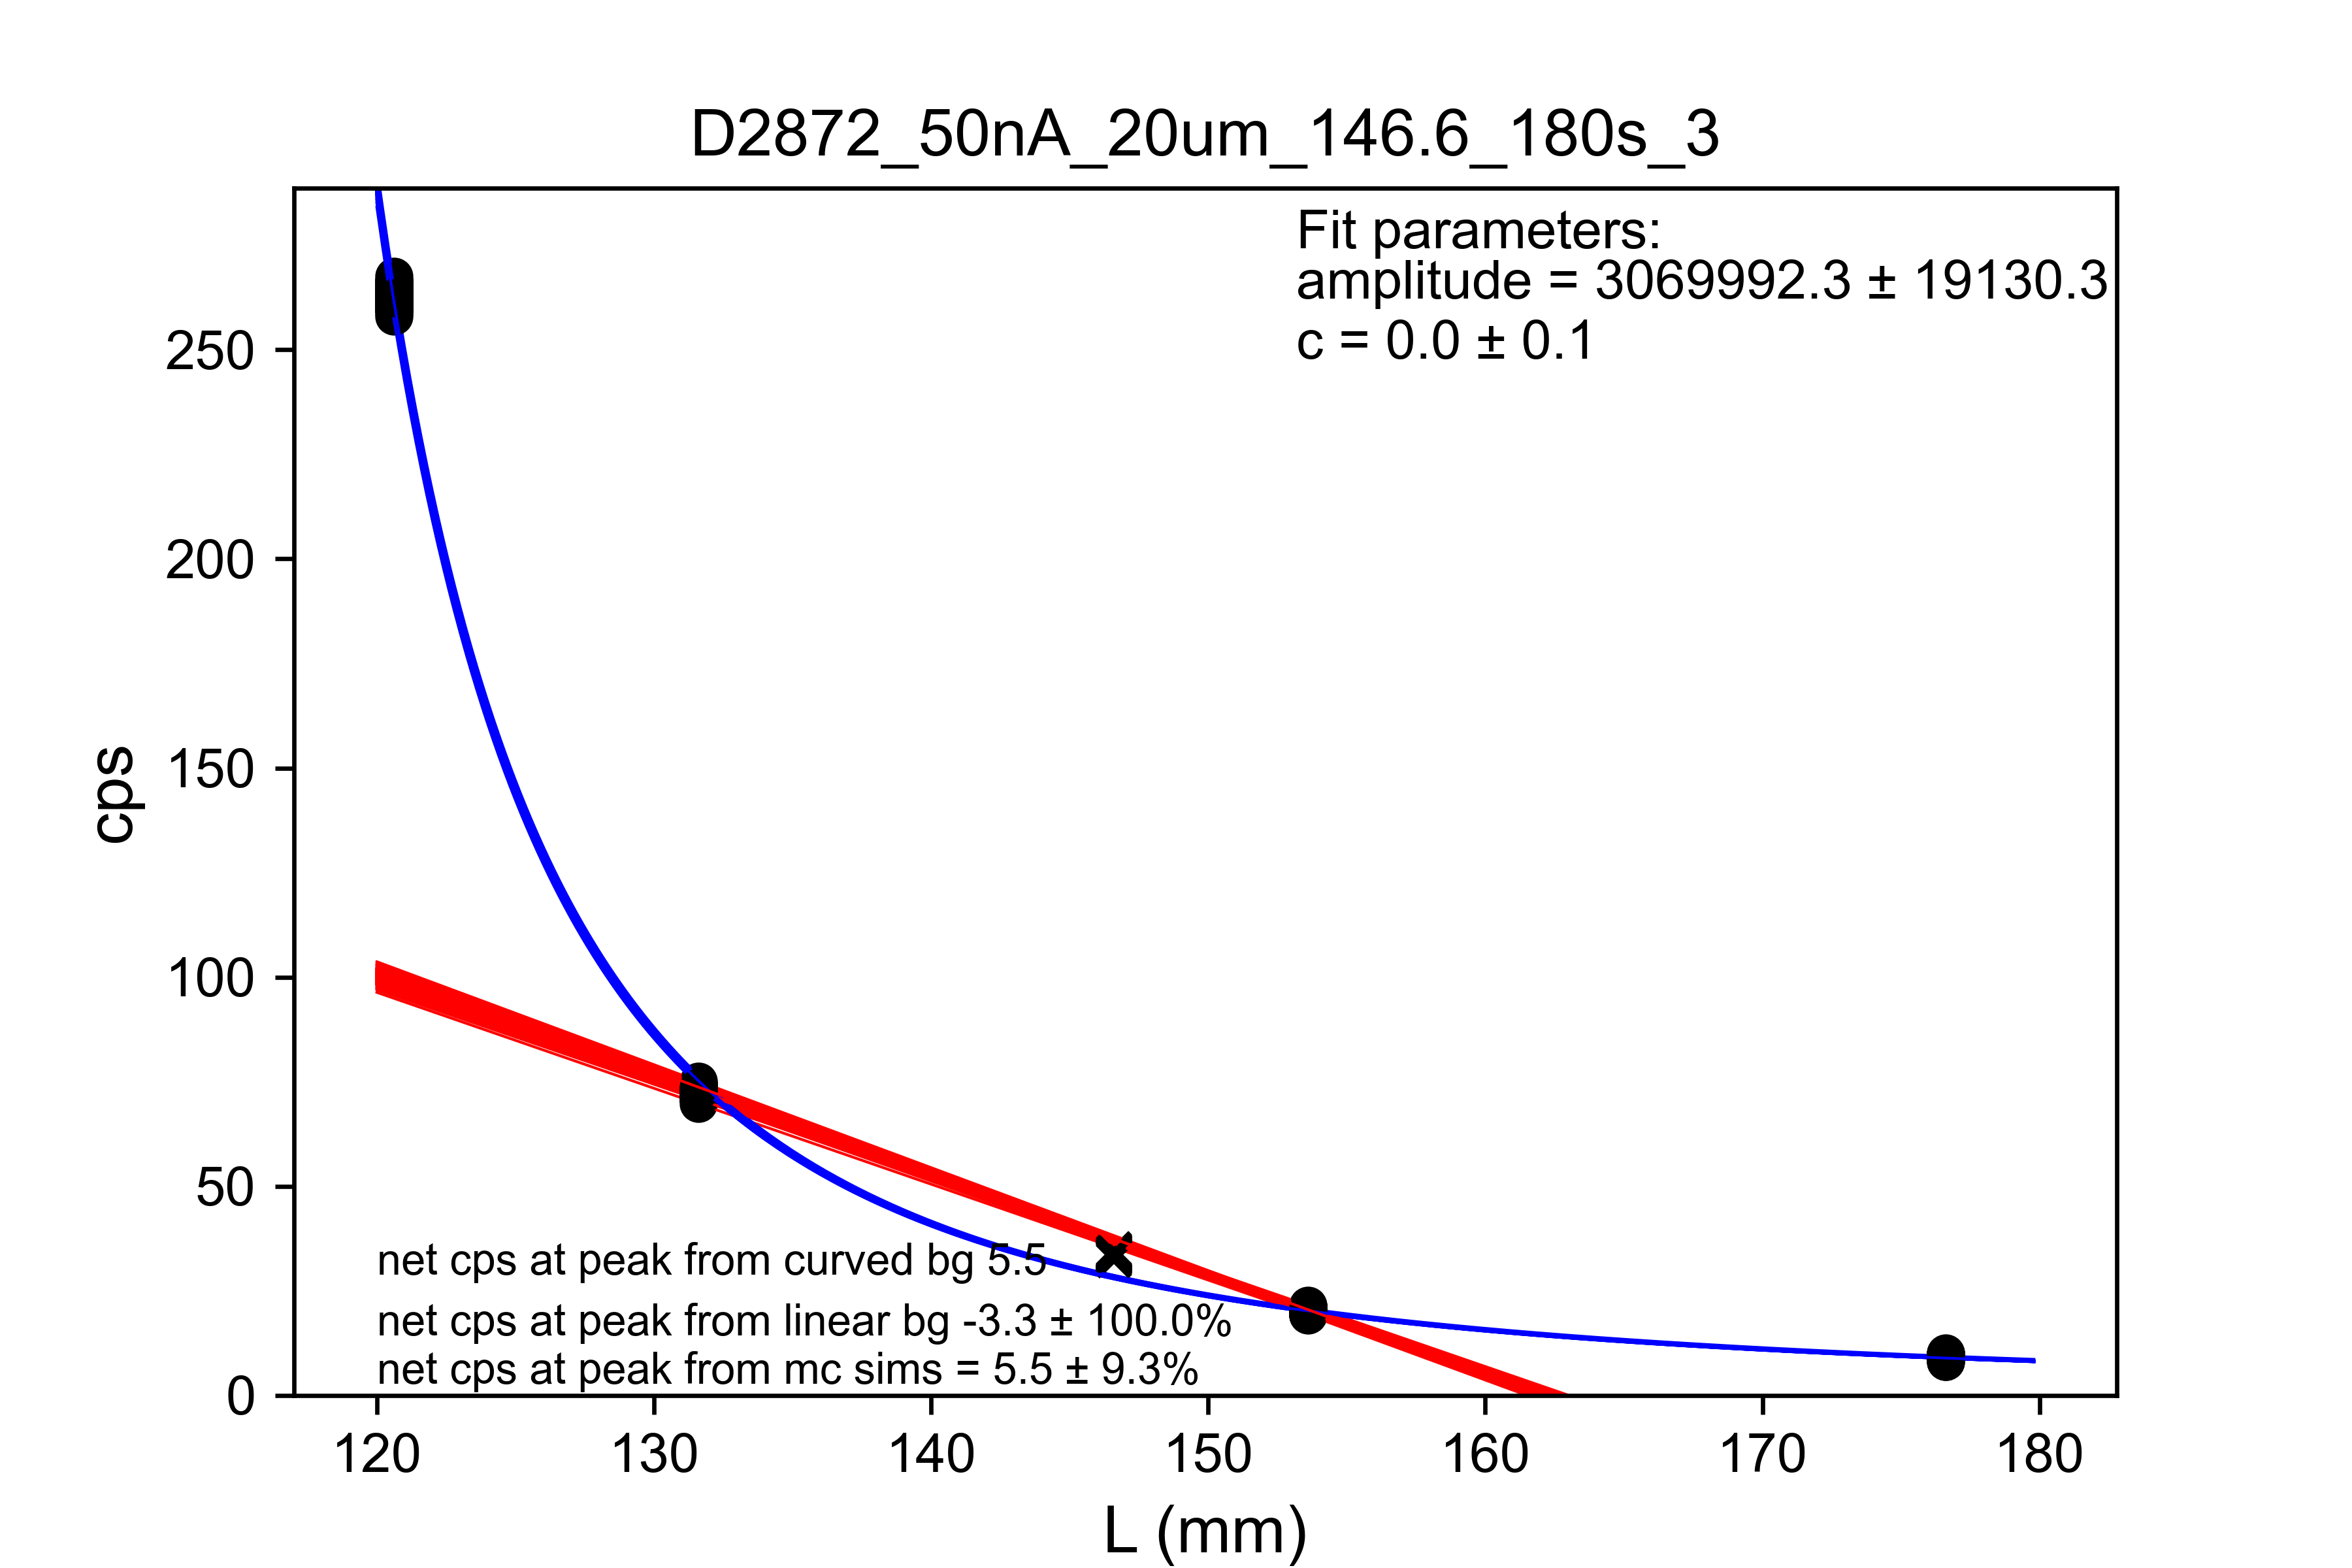 D2872_50nA_20um_146.6_180s_3
Fit parameters:
amplitude = 3069992.3 ± 19130.3
c = 0.0 ± 0.1
250
200
150
100
50
0
cps
net cps at peak from curved bg 5.5
net cps at peak from linear bg -3.3 ± 100.0%
net cps at peak from mc sims = 5.5 ± 9.3%
120 130 140 150 160 170 180
L (mm)